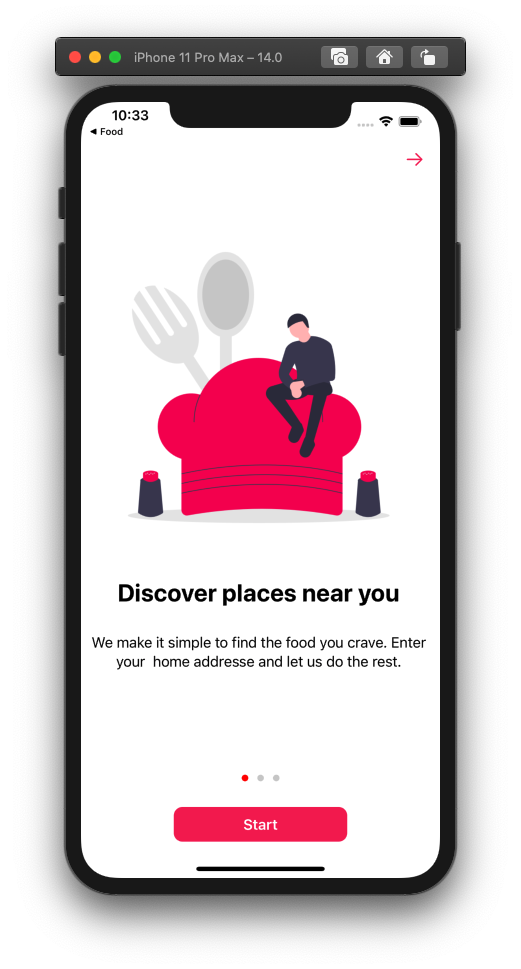 iPhone 11 Pro Max – 14.0
10:33
◀ Food
Discover places near you
We make it simple to find the food you crave. Enter
your  home addresse and let us do the rest.
Start